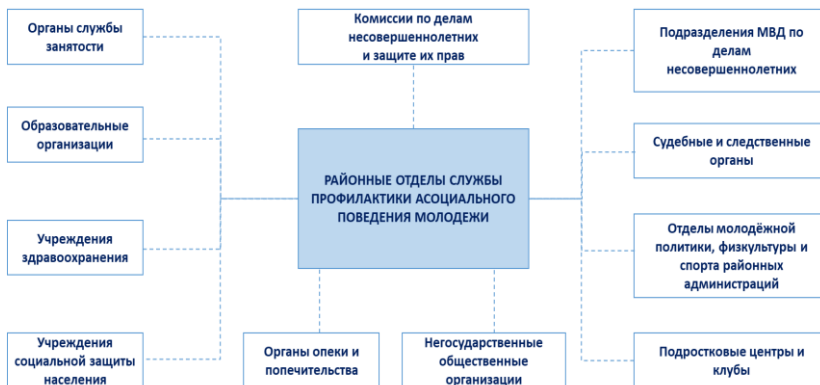 Органы службы
занятости
Комиссии по делам
несовершеннолетних
и защите их прав
Подразделения МВД по
делам
несовершеннолетних
Образовательные
организации
РАЙОННЫЕ ОТДЕЛЫ СЛУЖБЫ
ПРОФИЛАКТИКИ АСОЦИАЛЬНОГО
ПОВЕДЕНИЯ МОЛОДЕЖИ
Судебные и следственные
органы
Учреждения
здравоохранения
Отделы молодёжной
политики, физкультуры и
спорта районных
администраций
Учреждения
социальной защиты
населения
Органы опеки и
попечительства
Негосударственные
общественные
организации
Подростковые центры и
клубы